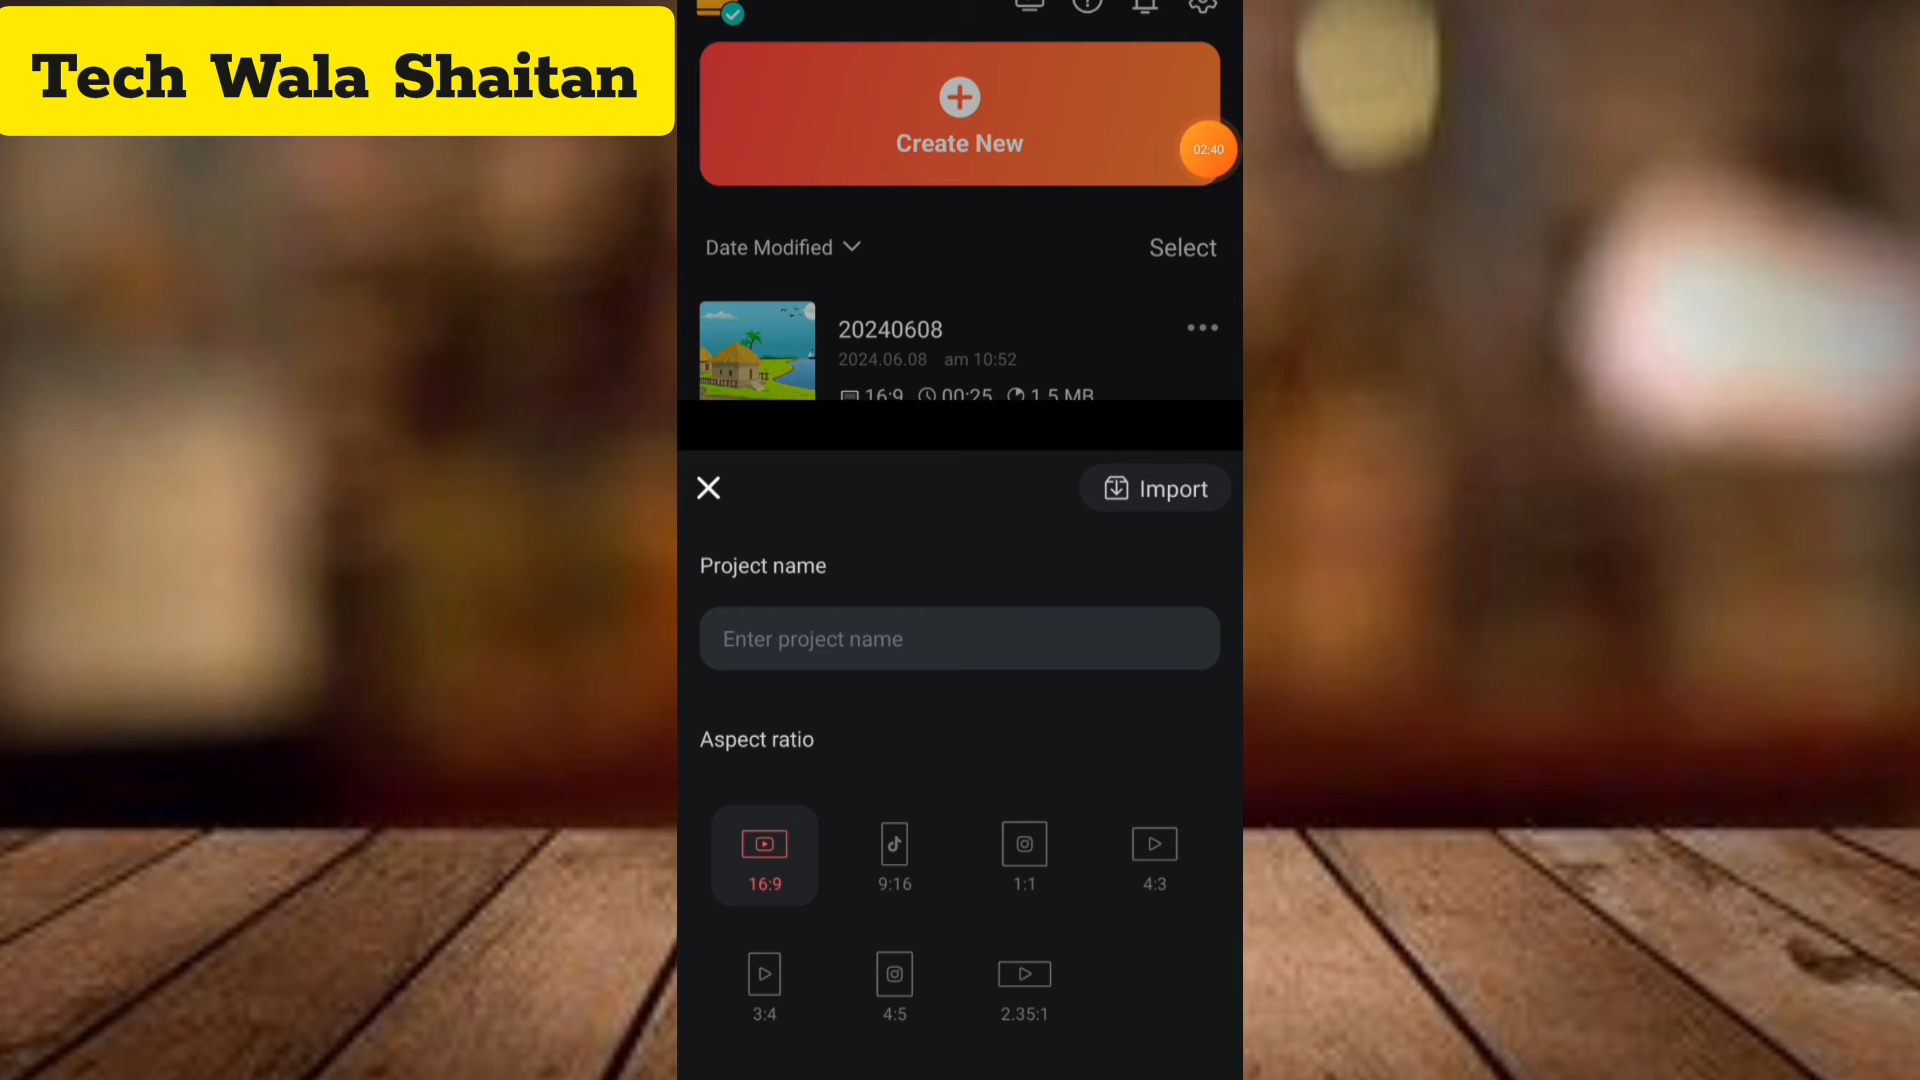 Tech Wala Shaitan
Create New
02:40
Date Modified
Select
20240608
2024.06.08 am 10:52
16:9 00:25 1.5 MB
Import
Project name
Enter project name
Aspect ratio
16:9
9:16
1:1
4:3
3:4
4:5
2.35:1